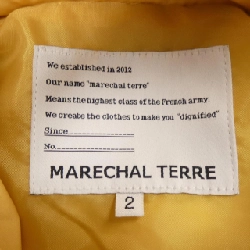 We established in 2012
Our name "marechal terre"
Means the highest class of the French army
We create the clothes to make you "dignified"
Since
No.
MARECHAL TERRE
2